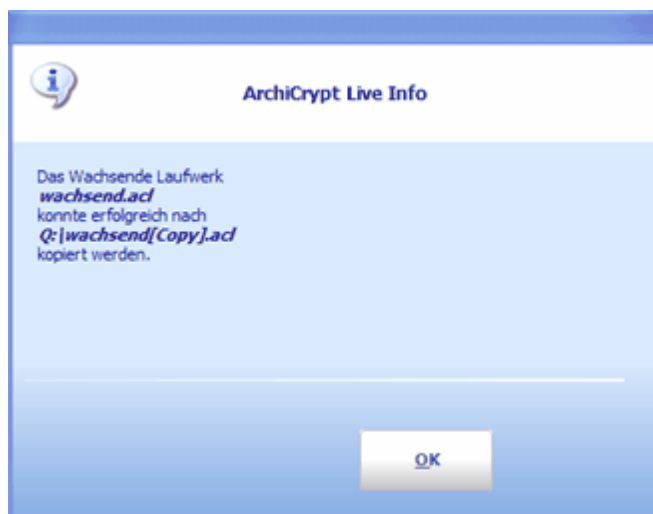 ArchiCrypt Live Info
Das Wachsende Laufwerk
wachsend.acl
konnte erfolgreich nach
Q:\wachsend[Copy].acl
kopiert werden.
OK